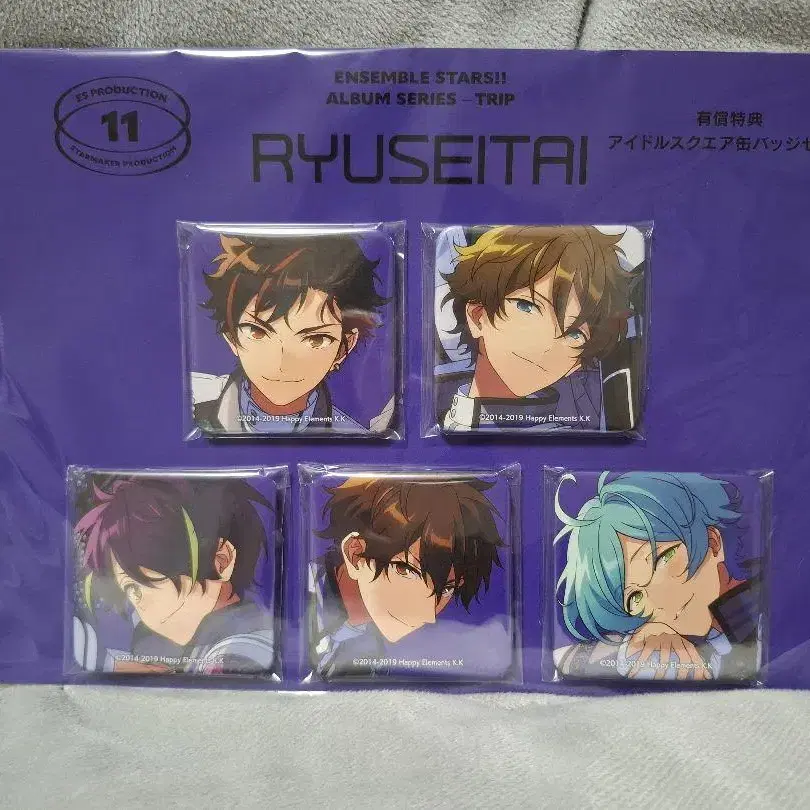 ES PRODUCTION
11
STARMAKER PRODUCTION
ENSEMBLE STARS!!
ALBUM SERIES – TRIP
RYUSEITAI
有償特典
アイドルスクエア缶バッジセ
©2014-2019 Happy Elements K.K
©2014-2019 Happy Elements K.K
©2014-2019 Happy Elements K.K
©2014-2019 Happy Elements K.K
©2014-2019 Happy Elements K.K